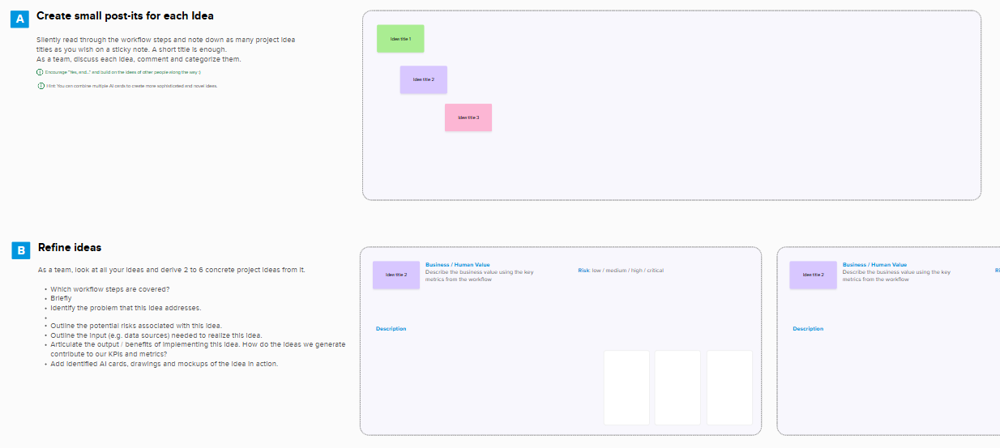 A
Create small post-its for each Idea
Silently read through the workflow steps and note down as many project idea
titles as you wish on a sticky note. A short title is enough.
As a team, discuss each idea, comment and categorize them.
Encourage "Yes, and..." and build on the ideas of other people along the way :)
Hint: You can combine multiple AI cards to create more sophisticated and novel ideas.
Idea title 1
Idea title 2
Idea title 3
B
Refine ideas
As a team, look at all your ideas and derive 2 to 6 concrete project ideas from it.
• Which workflow steps are covered?
• Briefly
• Identify the problem that this idea addresses.
•
• Outline the potential risks associated with this idea.
• Outline the input (e.g. data sources) needed to realize this idea.
• Articulate the output / benefits of implementing this idea. How do the ideas we generate
contribute to our KPIs and metrics?
• Add identified AI cards, drawings and mockups of the idea in action.
Idea title 2
Business / Human Value
Describe the business value using the key
metrics from the workflow
Risk: low / medium / high / critical
Description
Idea title 2
Business / Human Value
Describe the business value using the key
metrics from the workflow
Description